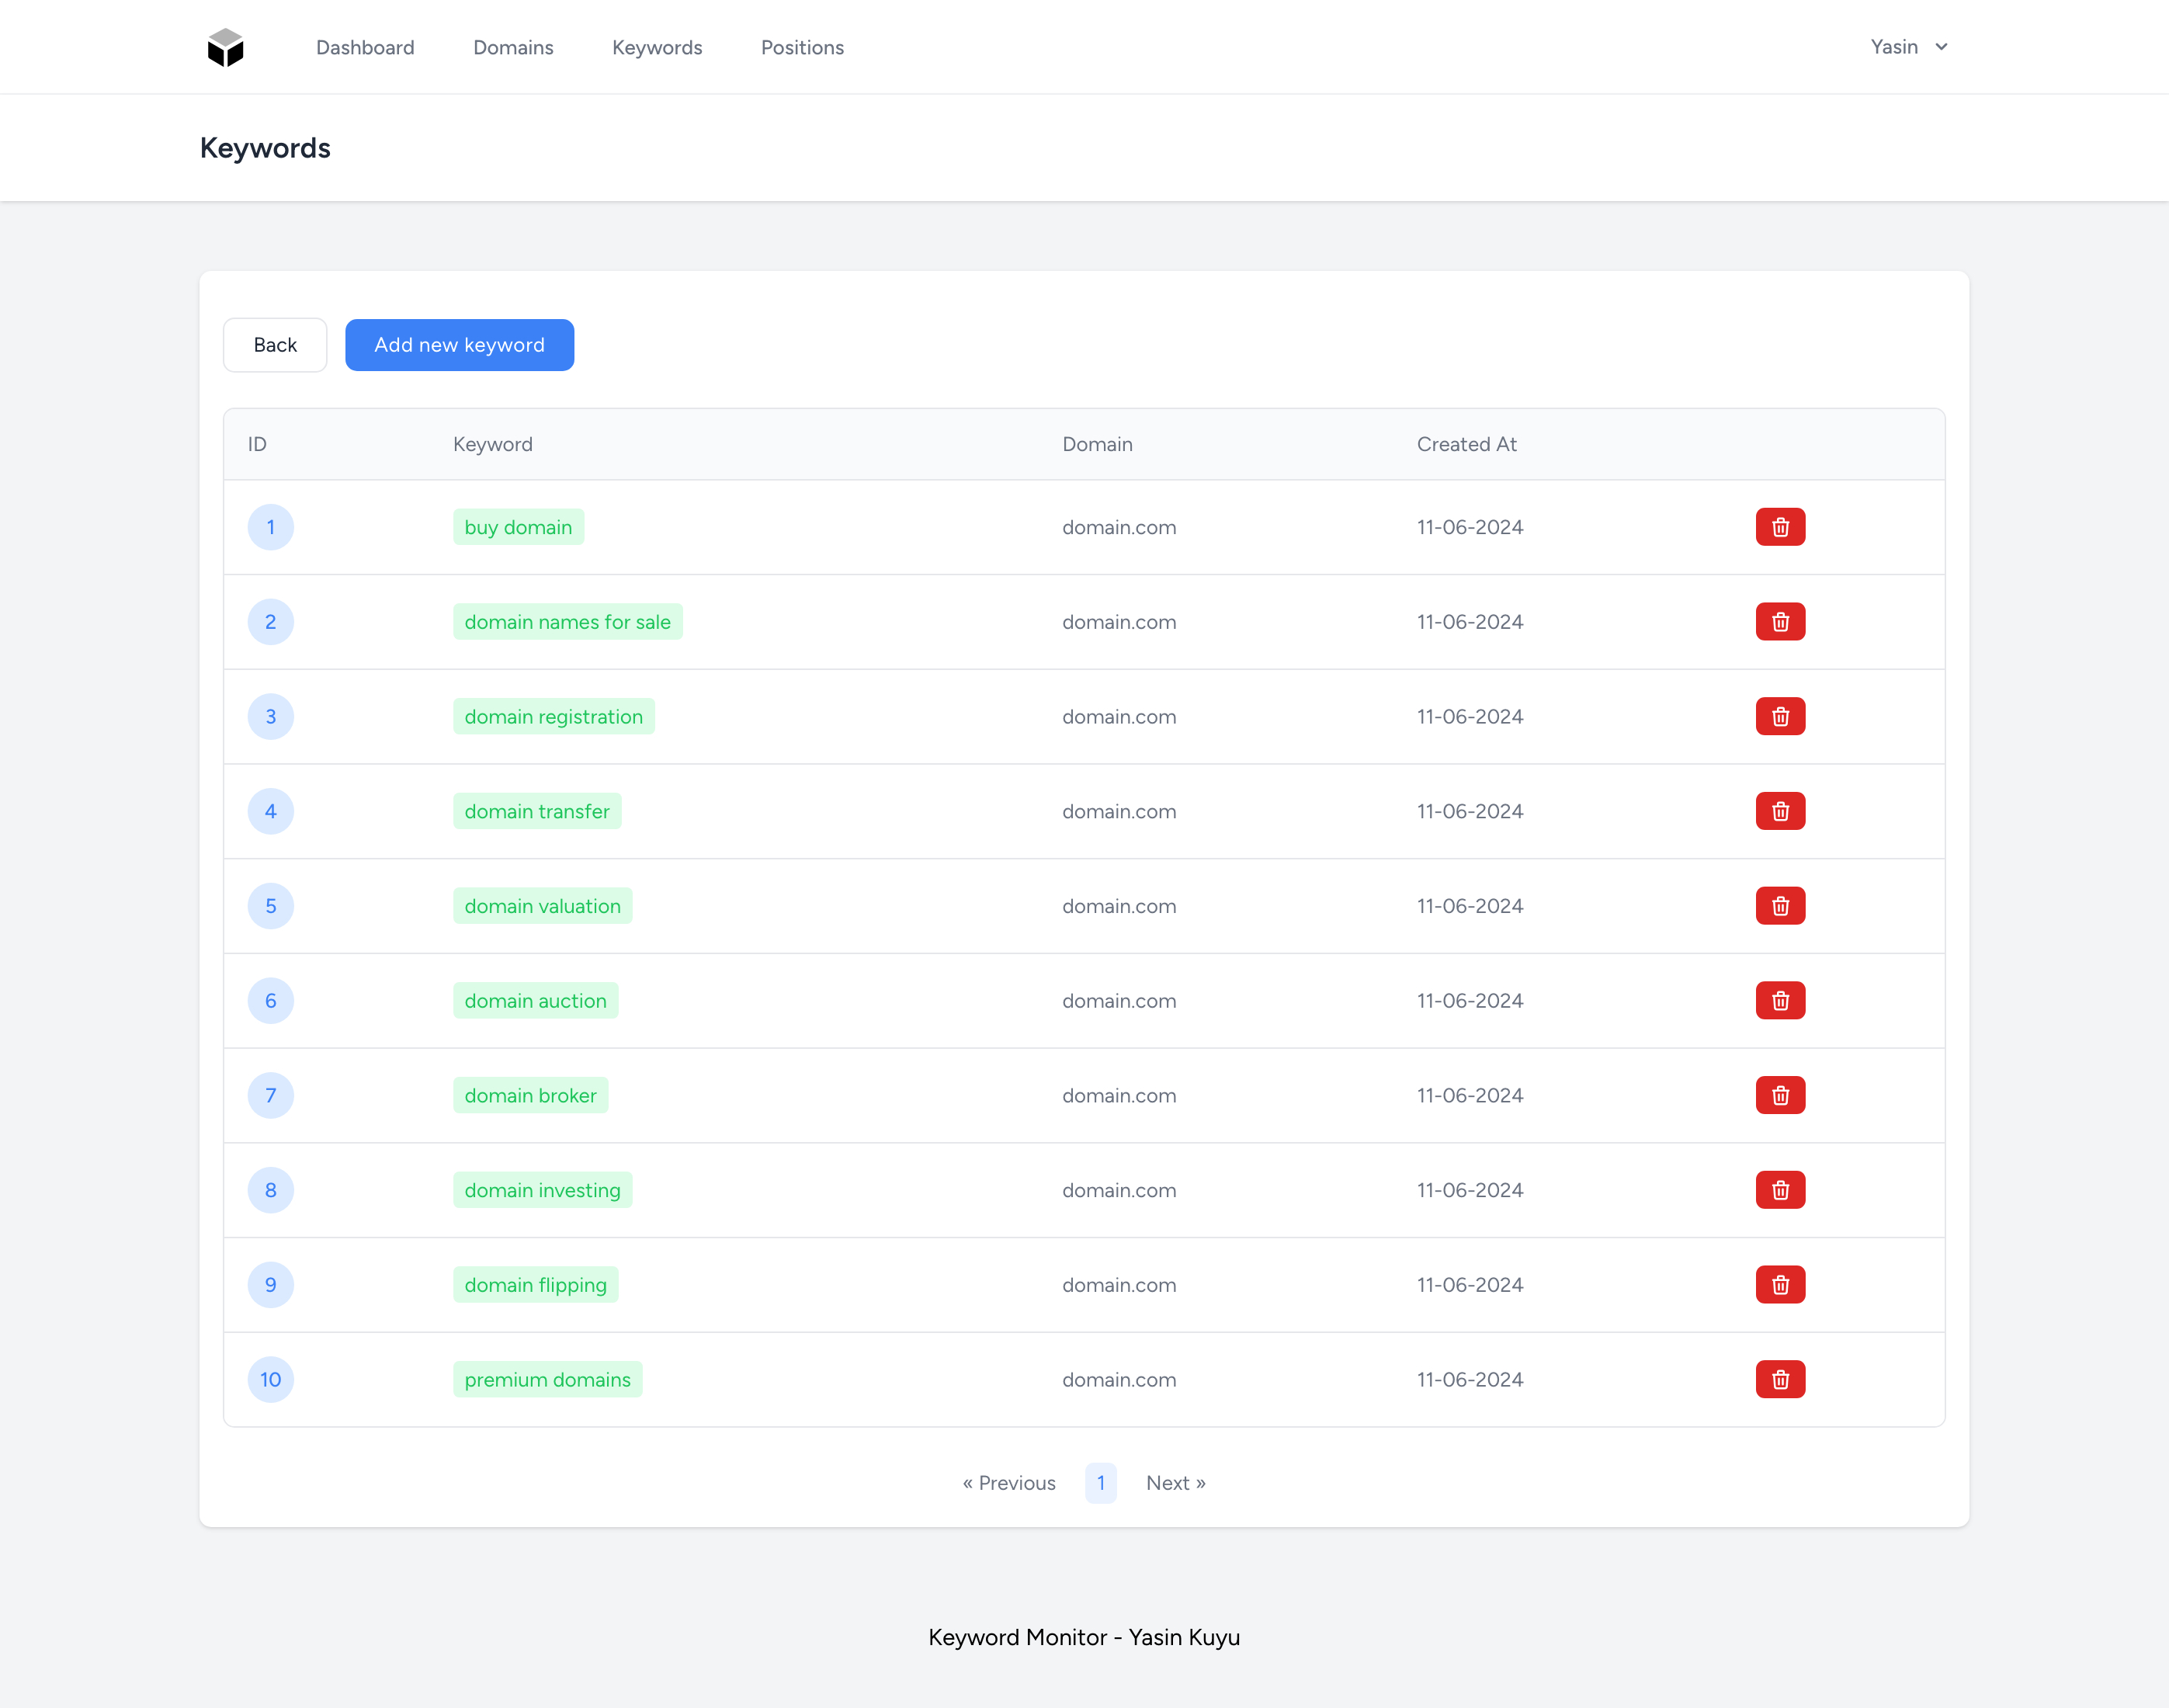 Dashboard Domains Keywords Positions Yasin
Keywords
Back Add new keyword
ID Keyword Domain Created At
1 buy domain domain.com 11-06-2024
2 domain names for sale domain.com 11-06-2024
3 domain registration domain.com 11-06-2024
4 domain transfer domain.com 11-06-2024
5 domain valuation domain.com 11-06-2024
6 domain auction domain.com 11-06-2024
7 domain broker domain.com 11-06-2024
8 domain investing domain.com 11-06-2024
9 domain flipping domain.com 11-06-2024
10 premium domains domain.com 11-06-2024
« Previous 1 Next »
Keyword Monitor - Yasin Kuyu